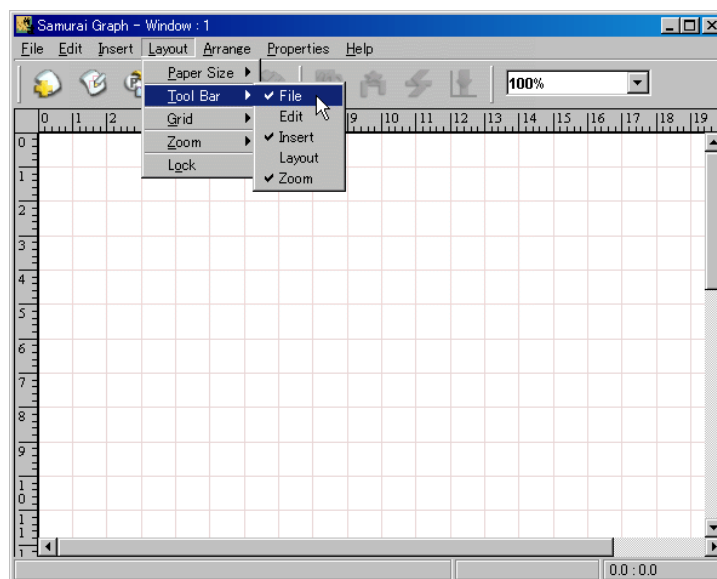 Samurai Graph - Window : 1
File Edit Insert Layout Arrange Properties Help
Paper Size
Tool Bar
Grid
Zoom
Lock
File
Edit
Insert
Layout
Zoom
100%
0 1 2 9 10 11 12 13 14 15 16 17 18 19
0
1
2
3
4
5
6
7
8
9
10
11
0.0 : 0.0